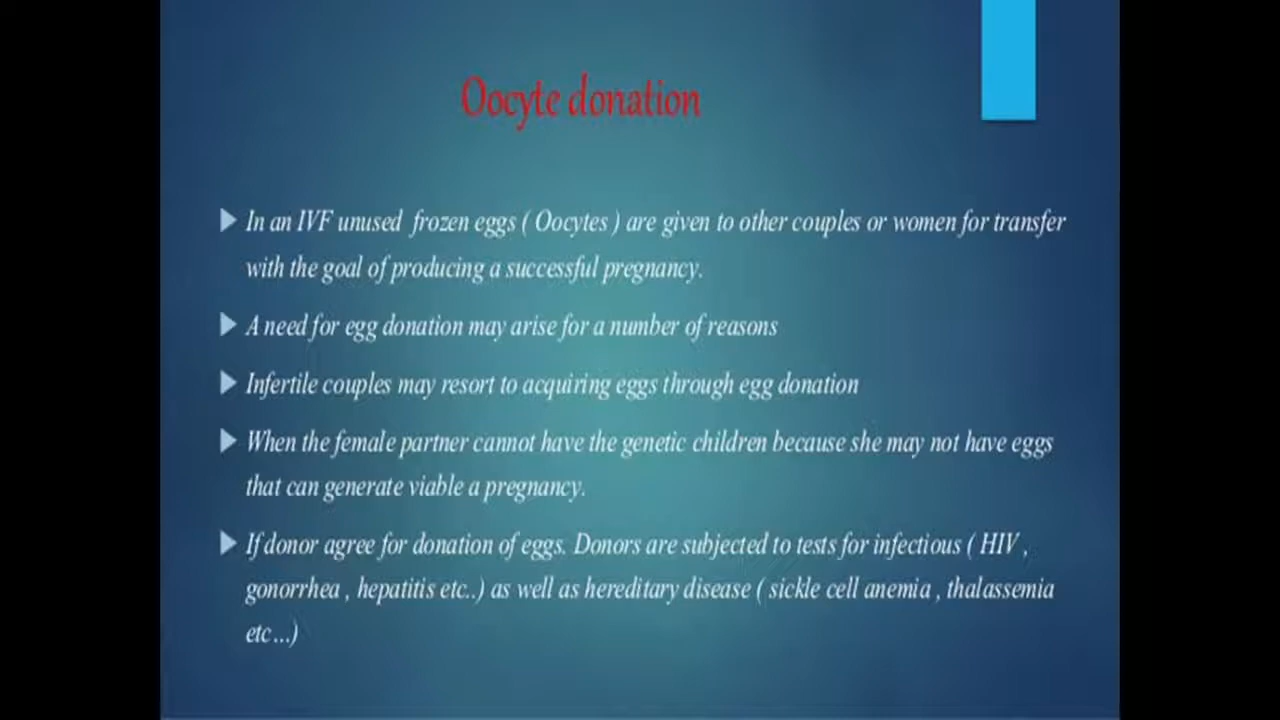 Oocyte donation
In an IVF unused frozen eggs ( Oocytes ) are given to other couples or women for transfer
with the goal of producing a successful pregnancy.
A need for egg donation may arise for a number of reasons
Infertile couples may resort to acquiring eggs through egg donation
When the female partner cannot have the genetic children because she may not have eggs
that can generate viable a pregnancy.
If donor agree for donation of eggs. Donors are subjected to tests for infectious ( HIV ,
gonorrhea , hepatitis etc..) as well as hereditary disease ( sickle cell anemia , thalassemia
etc...)